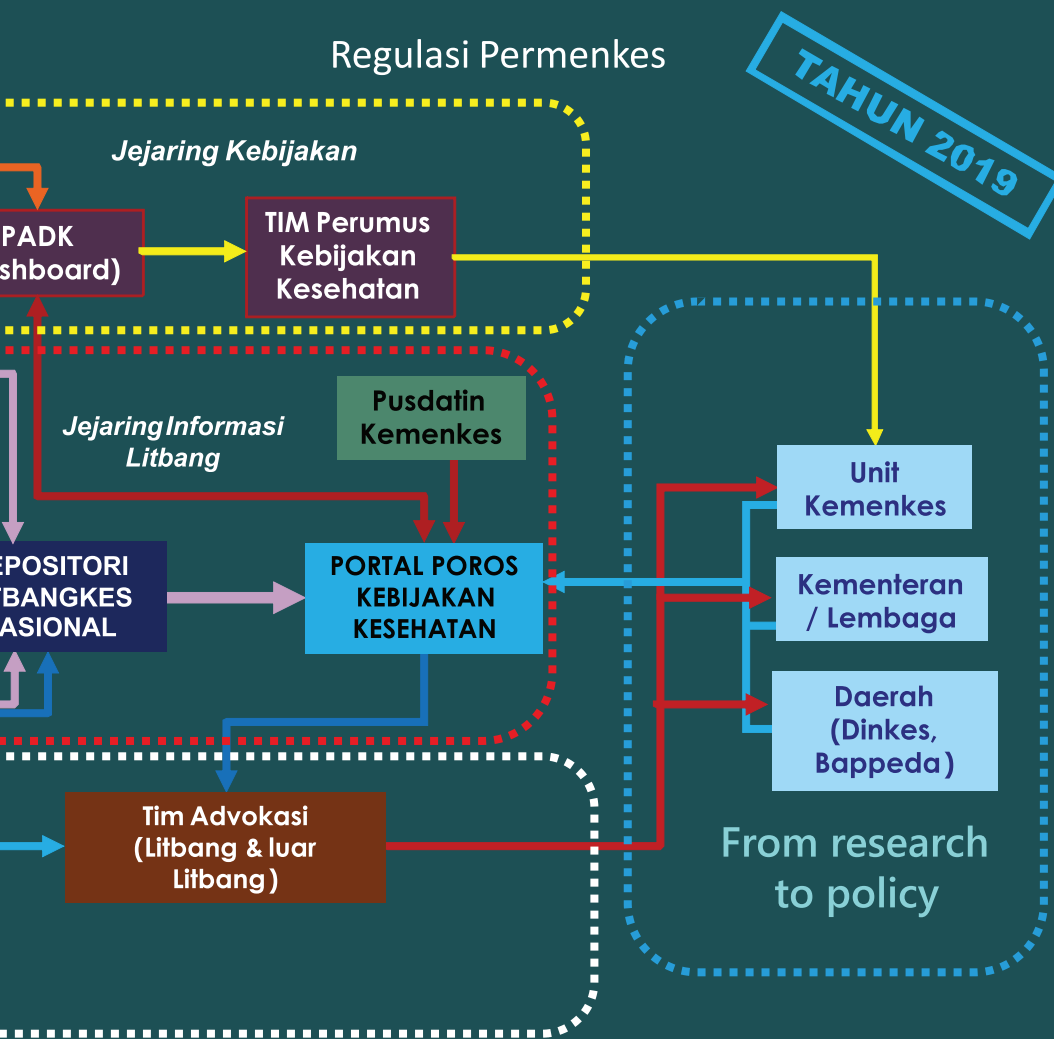 Regulasi Permenkes
TAHUN 2019
Jejaring Kebijakan
PADK
shboard)
TIM Perumus
Kebijakan
Kesehatan
Jejaring Informasi
Litbang
Pusdatin
Kemenkes
Unit
Kemenkes
EPOSITORI
TBANGKES
ASIONAL
PORTAL POROS
KEBIJAKAN
KESEHATAN
Kementeran
/ Lembaga
Daerah
(Dinkes,
Bappeda)
Tim Advokasi
(Litbang & luar
Litbang)
From research
to policy